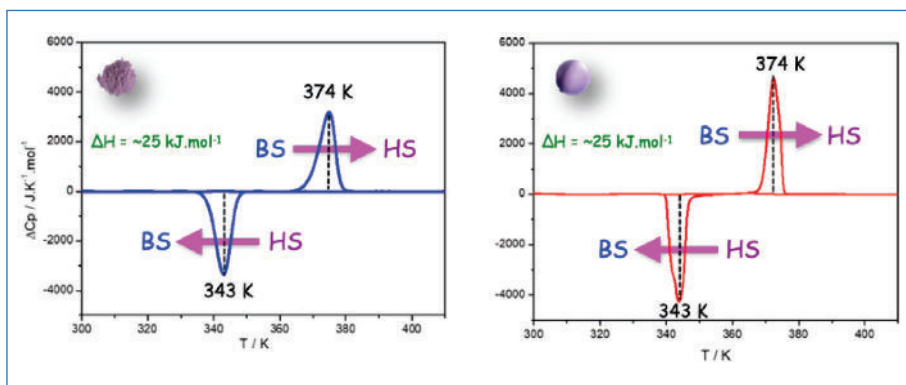 6000
4000
2000
0
-2000
-4000
ΔCp / J.K⁻¹.mol⁻¹
374 K
ΔH = ~25 kJ.mol⁻¹
BS
HS
BS
HS
343 K
300
320
340
360
380
400
T / K
6000
4000
2000
0
-2000
-4000
374 K
ΔH = ~25 kJ.mol⁻¹
BS
HS
BS
HS
343 K
300
320
340
360
380
400
T / K